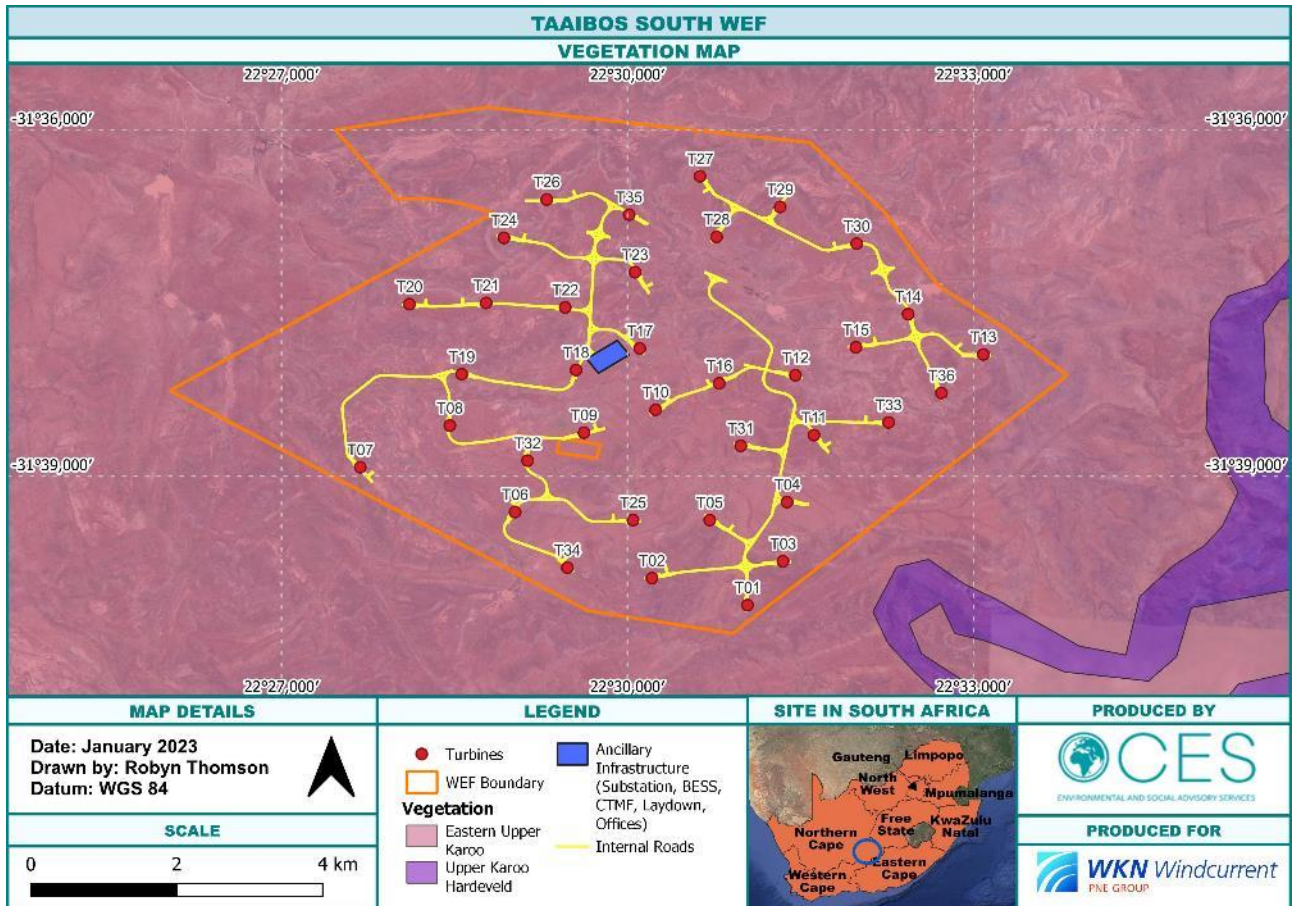 TAAIBOS SOUTH WEF
VEGETATION MAP
22°27,000′ 22°30,000′ 22°33,000′
-31°36,000′ -31°36,000′
T27
T26 T29
T35
T24 T28 T30
T23
T20 T21 T22 T14
T17 T15 T13
T18
T19 T16 T12
T36
T10
T08 T09 T11 T33
T31
T32
T07
-31°39,000′ -31°39,000′
T04
T06 T25 T05
T34 T03
T02
T01
22°27,000′ 22°30,000′ 22°33,000′
MAP DETAILS
Date: January 2023
Drawn by: Robyn Thomson
Datum: WGS 84
SCALE
0 2 4 km
LEGEND
Turbines
WEF Boundary
Vegetation
Eastern Upper
Karoo
Upper Karoo
Hardeveld
Ancillary
Infrastructure
(Substation, BESS,
CTMF, Laydown,
Offices)
Internal Roads
SITE IN SOUTH AFRICA
Gauteng Limpopo
North
West Mpumalanga
Free
State KwaZulu
Natal
Northern
Cape
Eastern
Cape
Western
Cape
PRODUCED BY
CES
ENVIRONMENTAL AND SOCIAL ADVISORY SERVICES
PRODUCED FOR
WKN Windcurrent
PNE GROUP